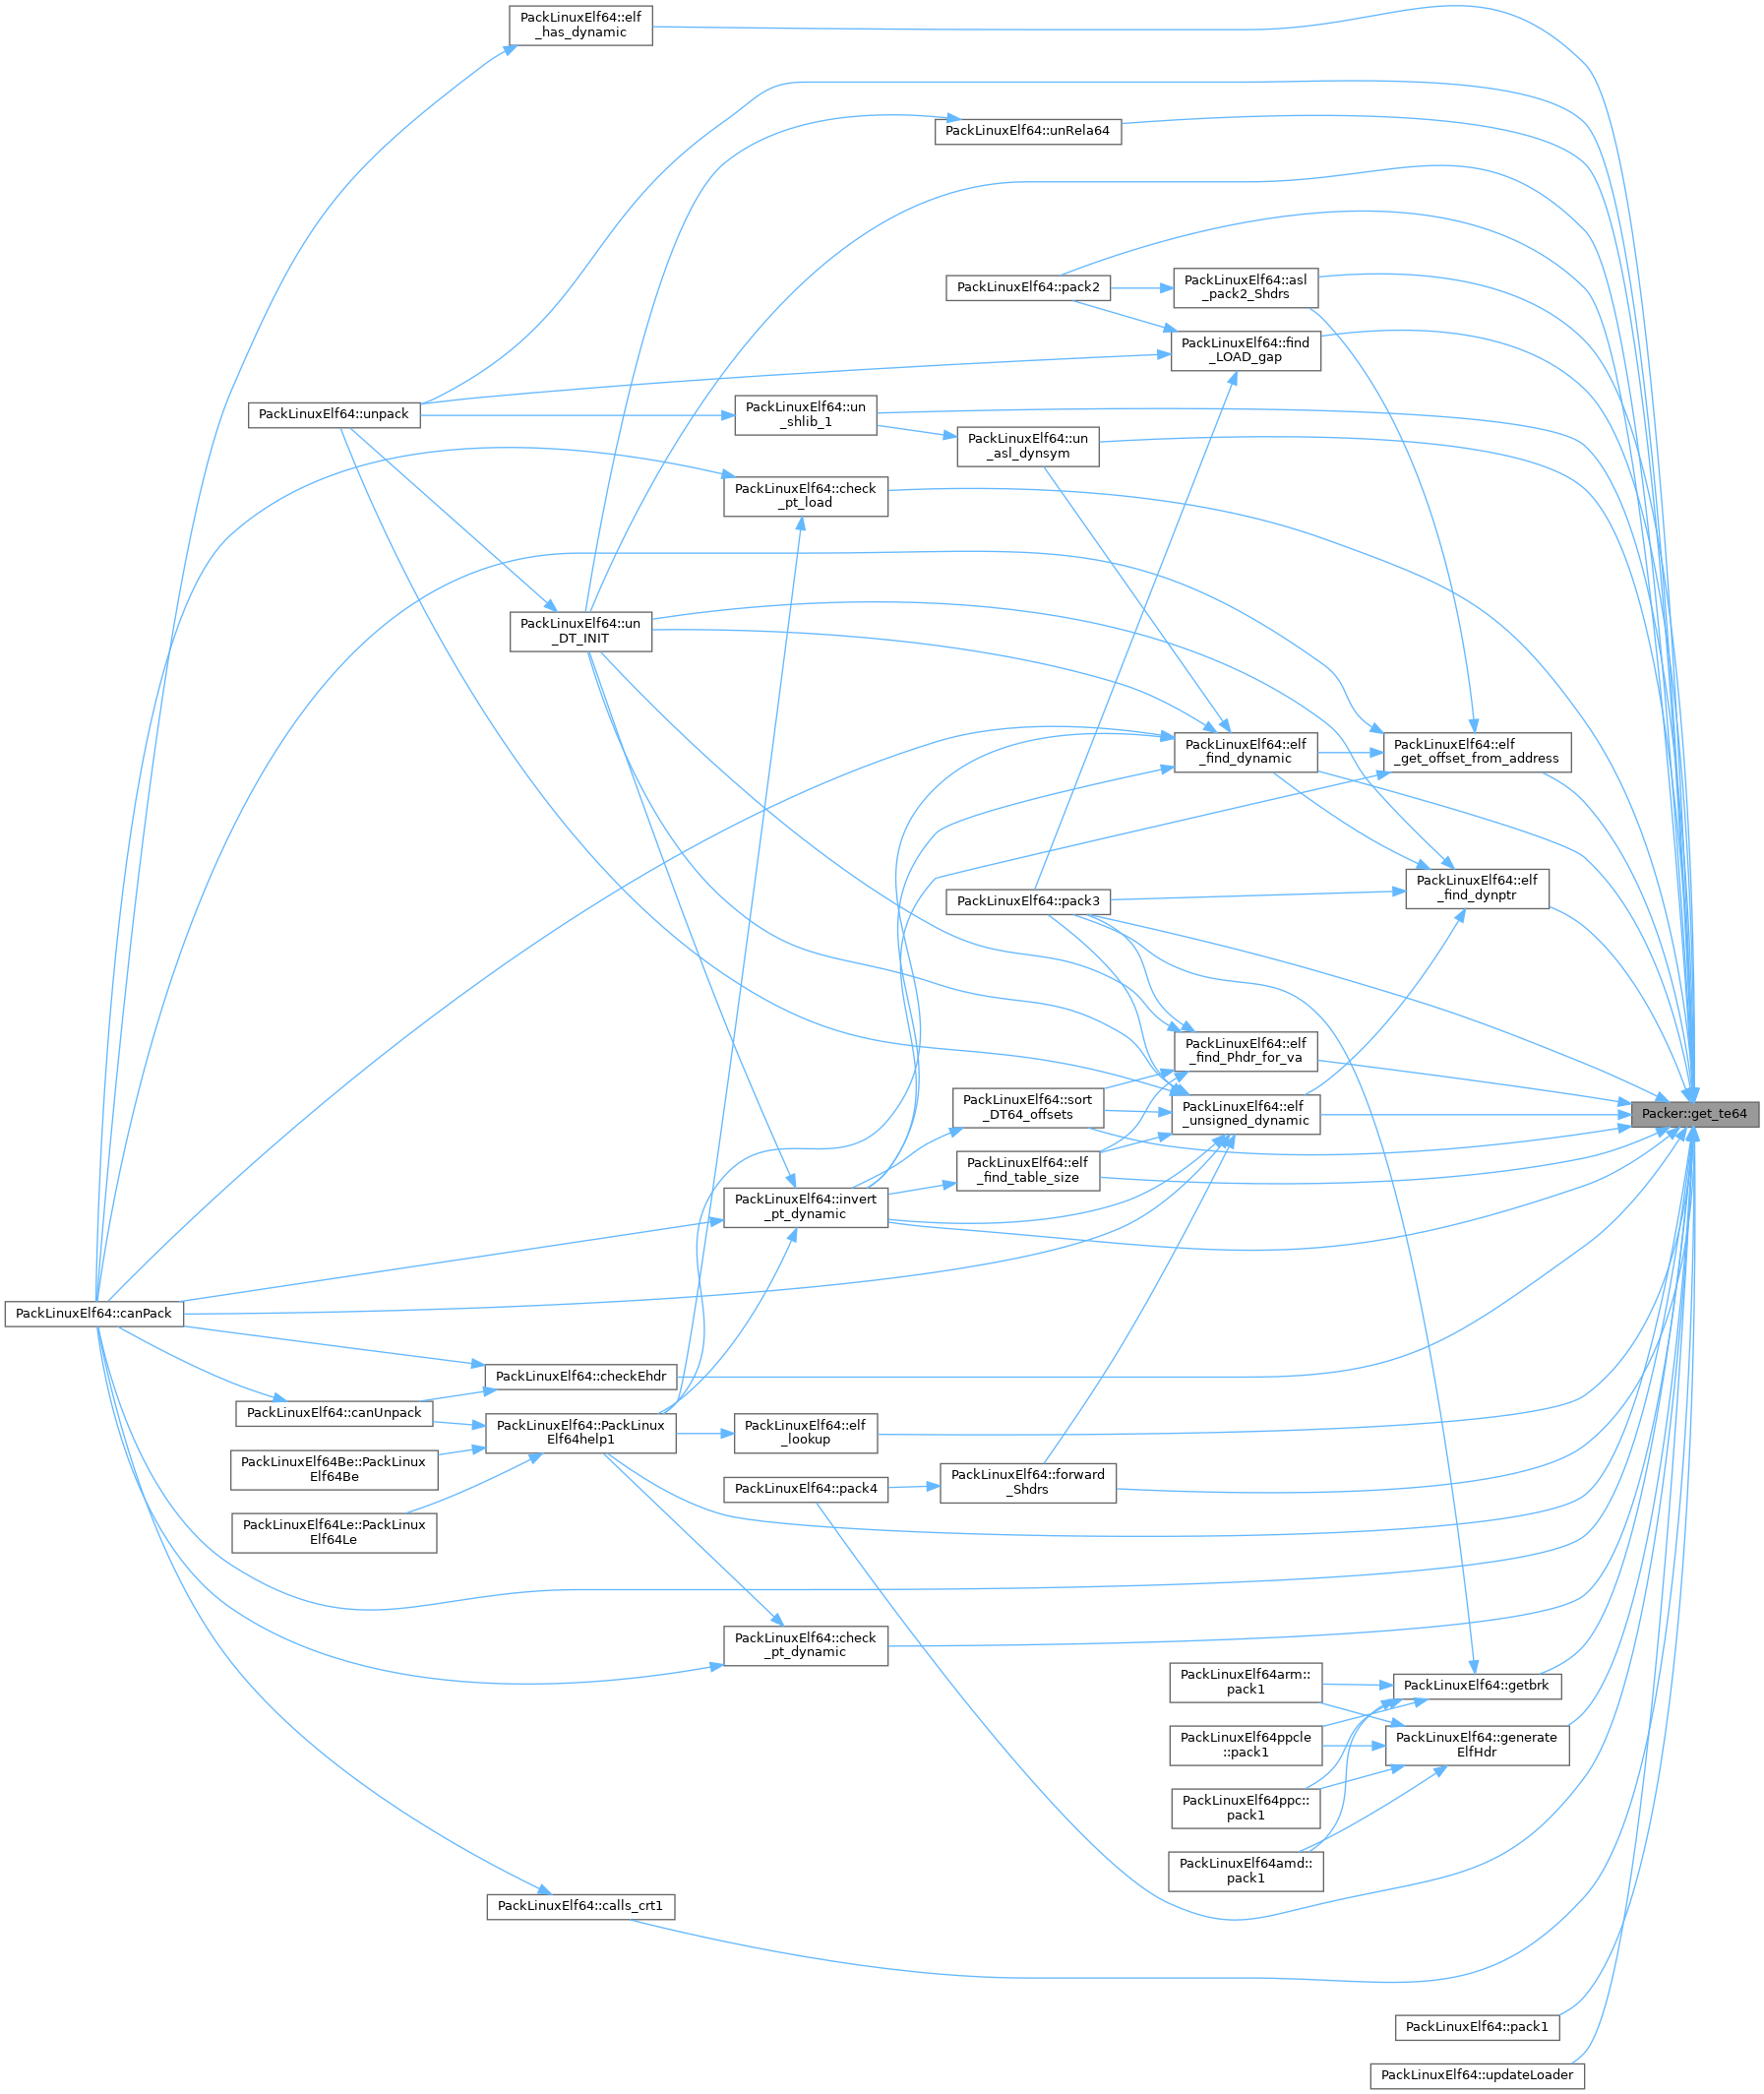 PackLinuxElf64::elf
_has_dynamic
PackLinuxElf64::unRela64
PackLinuxElf64::pack2
PackLinuxElf64::asl
_pack2_Shdrs
PackLinuxElf64::find
_LOAD_gap
PackLinuxElf64::unpack
PackLinuxElf64::un
_shlib_1
PackLinuxElf64::un
_asl_dynsym
PackLinuxElf64::check
_pt_load
PackLinuxElf64::un
_DT_INIT
PackLinuxElf64::elf
_find_dynamic
PackLinuxElf64::elf
_get_offset_from_address
PackLinuxElf64::elf
_find_dynptr
PackLinuxElf64::pack3
PackLinuxElf64::elf
_find_Phdr_for_va
PackLinuxElf64::sort
_DT64_offsets
PackLinuxElf64::elf
_unsigned_dynamic
Packer::get_te64
PackLinuxElf64::elf
_find_table_size
PackLinuxElf64::invert
_pt_dynamic
PackLinuxElf64::canPack
PackLinuxElf64::checkEhdr
PackLinuxElf64::canUnpack
PackLinuxElf64::PackLinux
Elf64help1
PackLinuxElf64::elf
_lookup
PackLinuxElf64Be::PackLinux
Elf64Be
PackLinuxElf64::pack4
PackLinuxElf64::forward
_Shdrs
PackLinuxElf64Le::PackLinux
Elf64Le
PackLinuxElf64::check
_pt_dynamic
PackLinuxElf64arm::
pack1
PackLinuxElf64::getbrk
PackLinuxElf64ppcle
::pack1
PackLinuxElf64::generate
ElfHdr
PackLinuxElf64ppc::
pack1
PackLinuxElf64amd::
pack1
PackLinuxElf64::calls_crt1
PackLinuxElf64::pack1
PackLinuxElf64::updateLoader